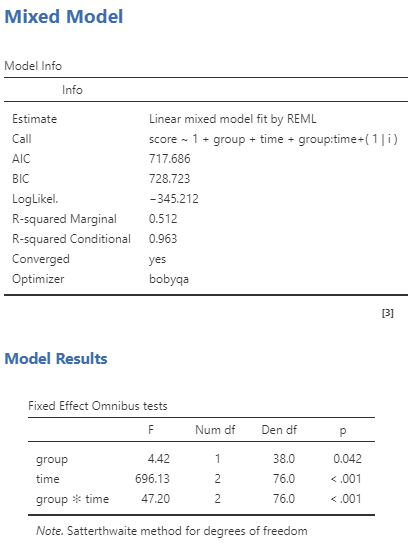 Mixed Model
Model Info
Info
Estimate Linear mixed model fit by REML
Call score ~ 1 + group + time + group:time+( 1 | i )
AIC 717.686
BIC 728.723
LogLikel. −345.212
R-squared Marginal 0.512
R-squared Conditional 0.963
Converged yes
Optimizer bobyqa
[3]
Model Results
Fixed Effect Omnibus tests
F Num df Den df p
group 4.42 1 38.0 0.042
time 696.13 2 76.0 < .001
group ✻ time 47.20 2 76.0 < .001
Note. Satterthwaite method for degrees of freedom